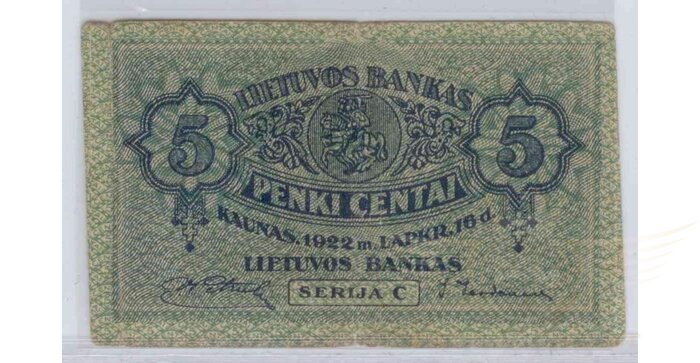 LIETUVOS BANKAS
5 5
PENKI CENTAI
KAUNAS, 1922 m. LAPKR. 16 d.
LIETUVOS BANKAS
SERIJA C